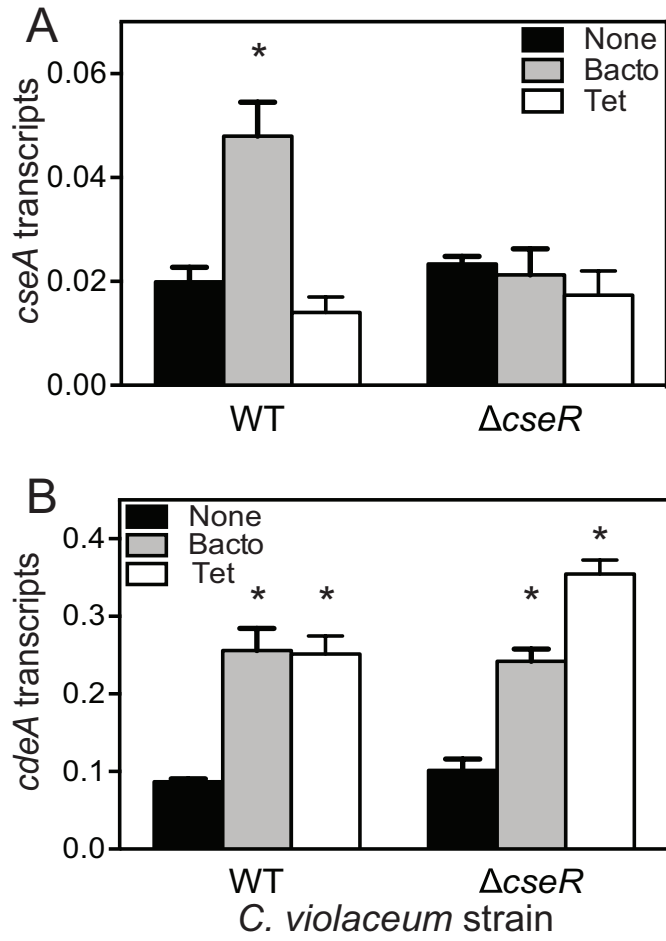 A
cseA transcripts
0.06
0.04
0.02
0.00
*
None
Bacto
Tet
WT
ΔcseR
B
cdeA transcripts
0.4
0.3
0.2
0.1
0.0
None
Bacto
Tet
* * * *
WT
ΔcseR
C. violaceum strain